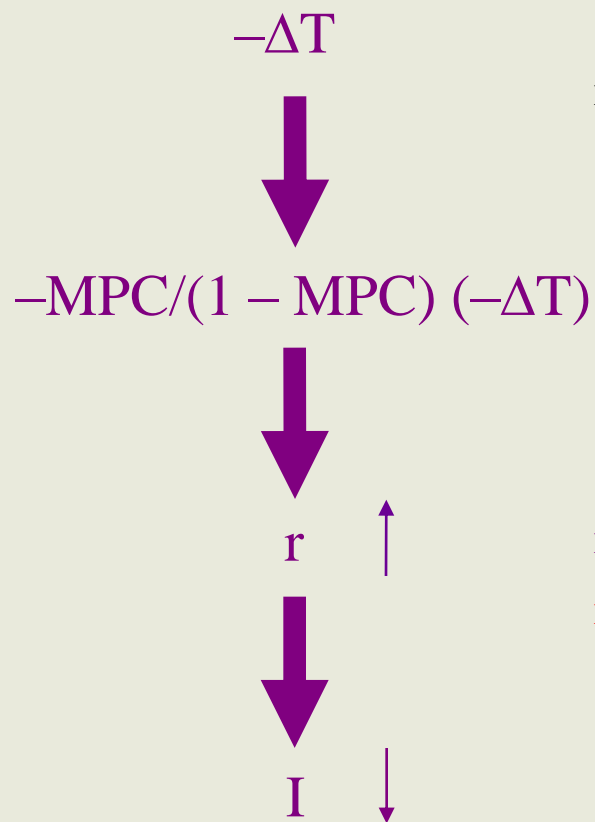 –ΔT
–MPC/(1 – MPC) (–ΔT)
r ↑
I ↓